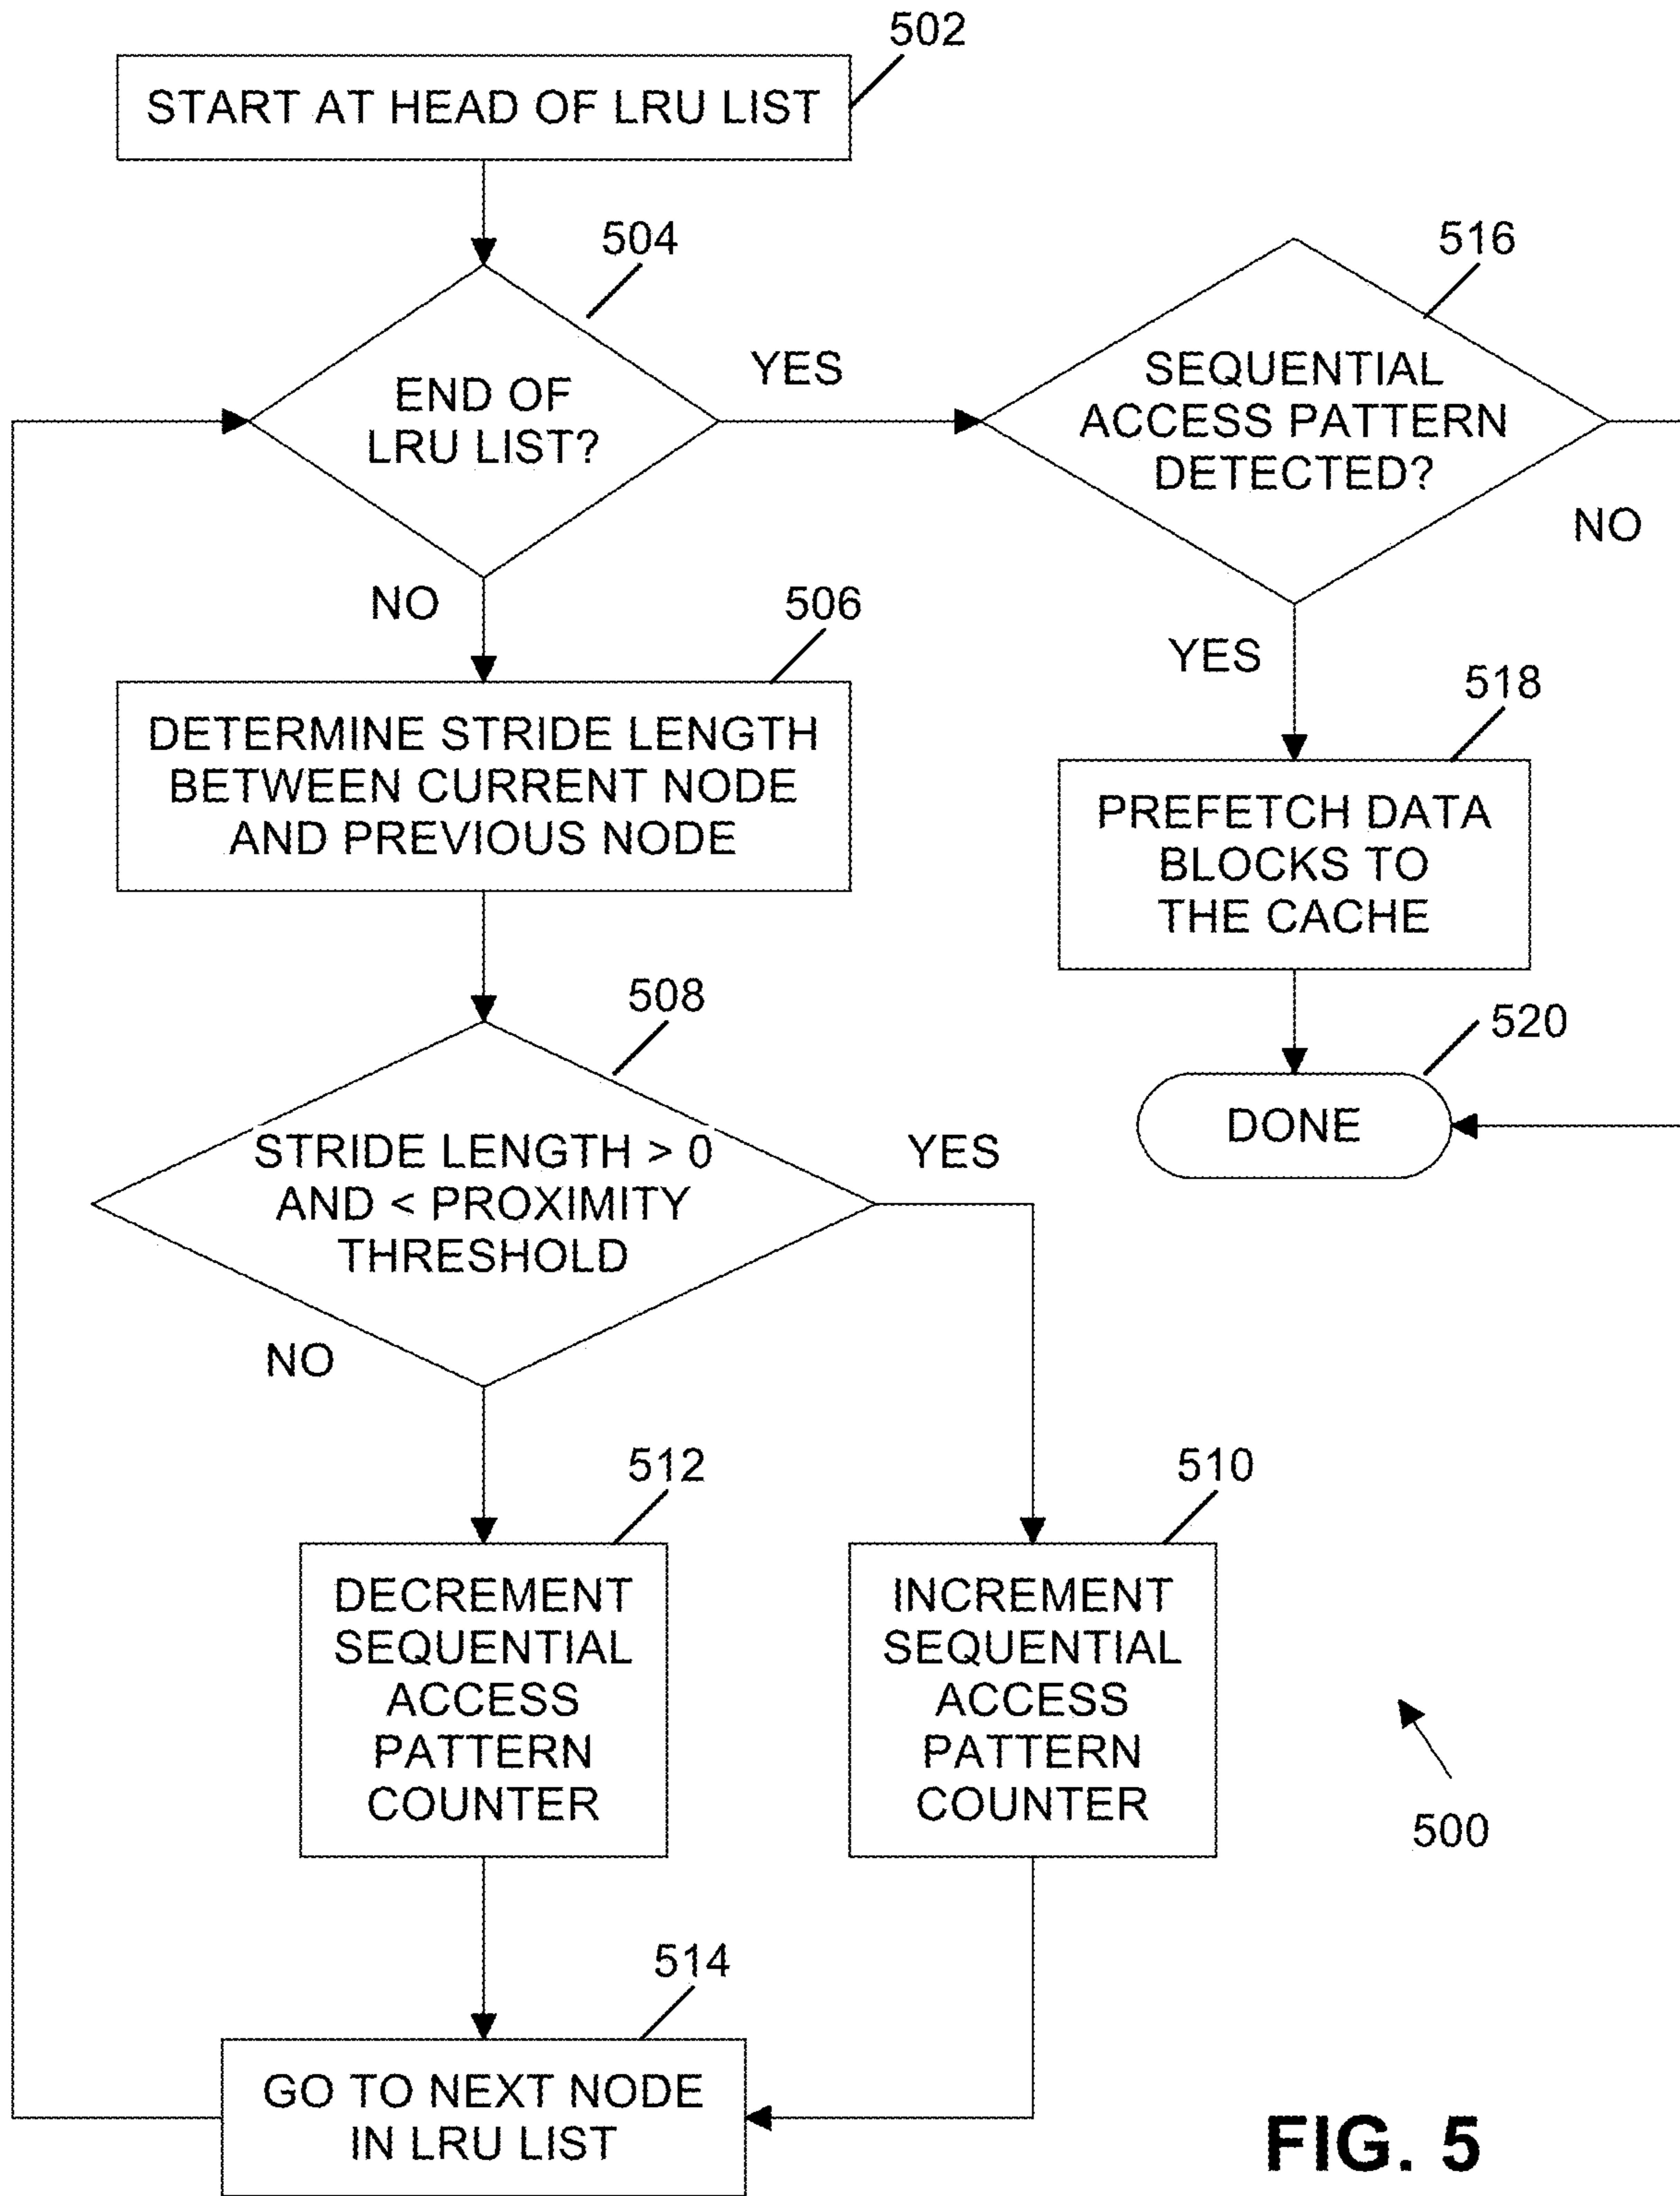 502
START AT HEAD OF LRU LIST
504
516
END OF
LRU LIST?
YES
SEQUENTIAL
ACCESS PATTERN
DETECTED?
NO
NO
506
YES
518
DETERMINE STRIDE LENGTH
BETWEEN CURRENT NODE
AND PREVIOUS NODE
PREFETCH DATA
BLOCKS TO
THE CACHE
508
520
DONE
STRIDE LENGTH > 0
AND < PROXIMITY
THRESHOLD
YES
NO
512
510
DECREMENT
SEQUENTIAL
ACCESS
PATTERN
COUNTER
INCREMENT
SEQUENTIAL
ACCESS
PATTERN
COUNTER
500
514
GO TO NEXT NODE
IN LRU LIST
FIG. 5